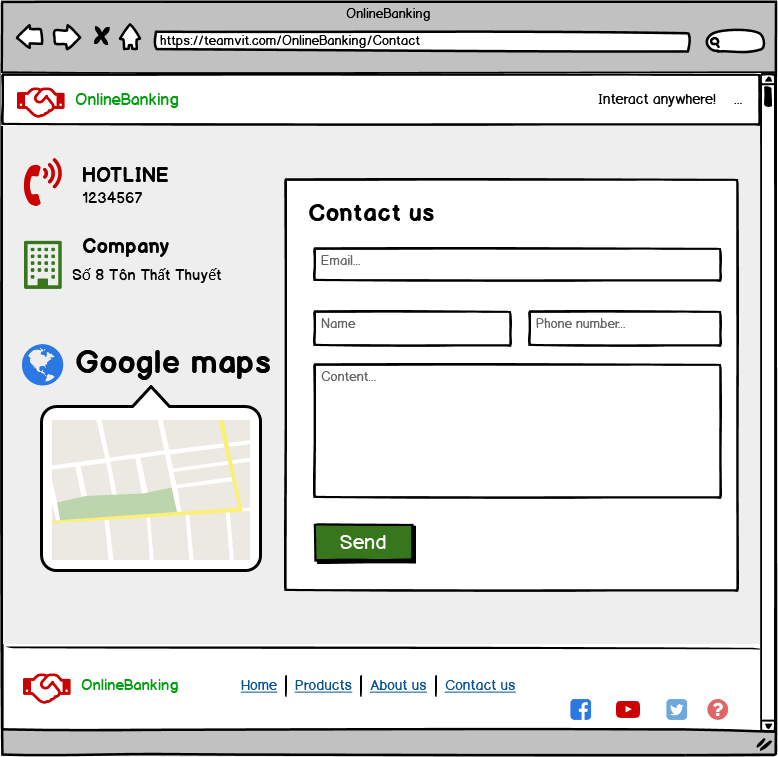 OnlineBanking
https://teamvit.com/OnlineBanking/Contact
OnlineBanking
Interact anywhere! ...
HOTLINE
1234567
Company
Số 8 Tôn Thất Thuyết
Google maps
Contact us
Email...
Name
Phone number...
Content...
Send
OnlineBanking
Home
Products
About us
Contact us
?